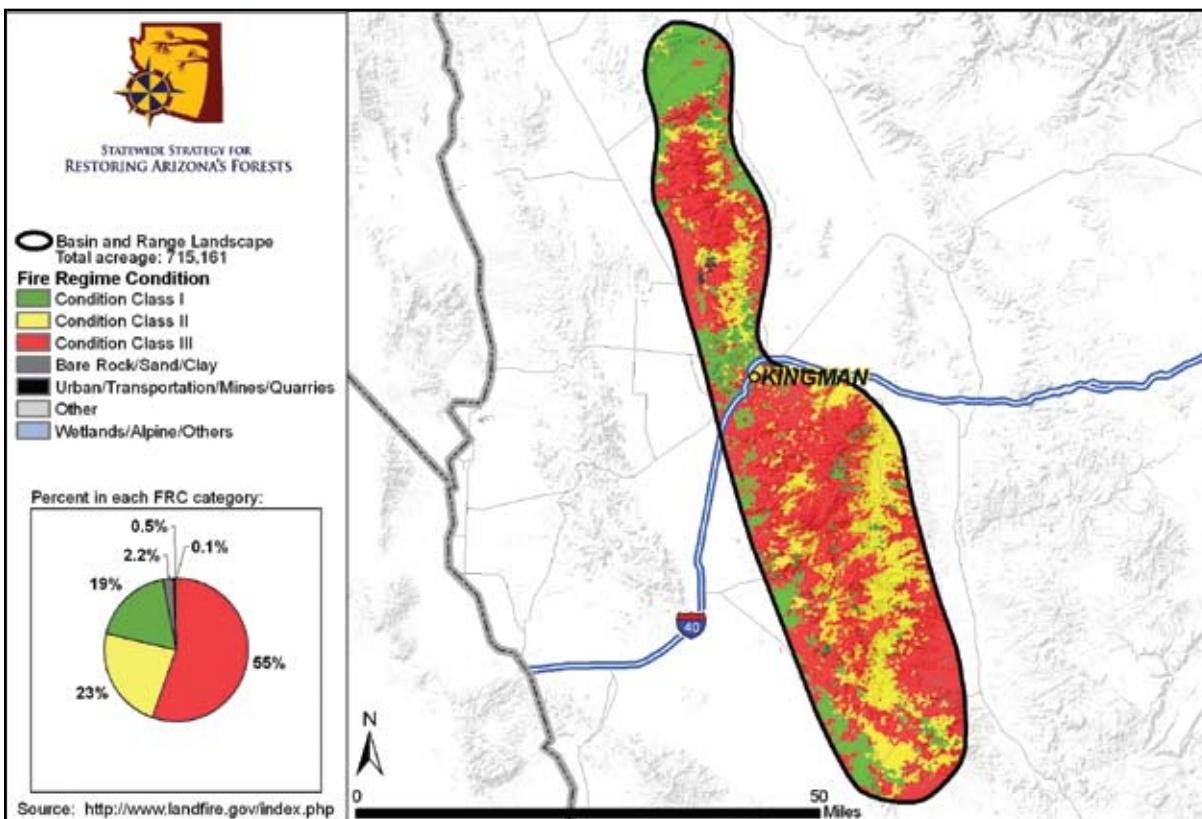 STATEWIDE STRATEGY FOR
RESTORING ARIZONA'S FORESTS
Basin and Range Landscape
Total acreage: 715,161
Fire Regime Condition
Condition Class I
Condition Class II
Condition Class III
Bare Rock/Sand/Clay
Urban/Transportation/Mines/Quarries
Other
Wetlands/Alpine/Others
Percent in each FRC category:
0.5%
0.1%
2.2%
19%
55%
23%
Source: http://www.landfire.gov/index.php
KINGMAN
40
N
0
50
Miles